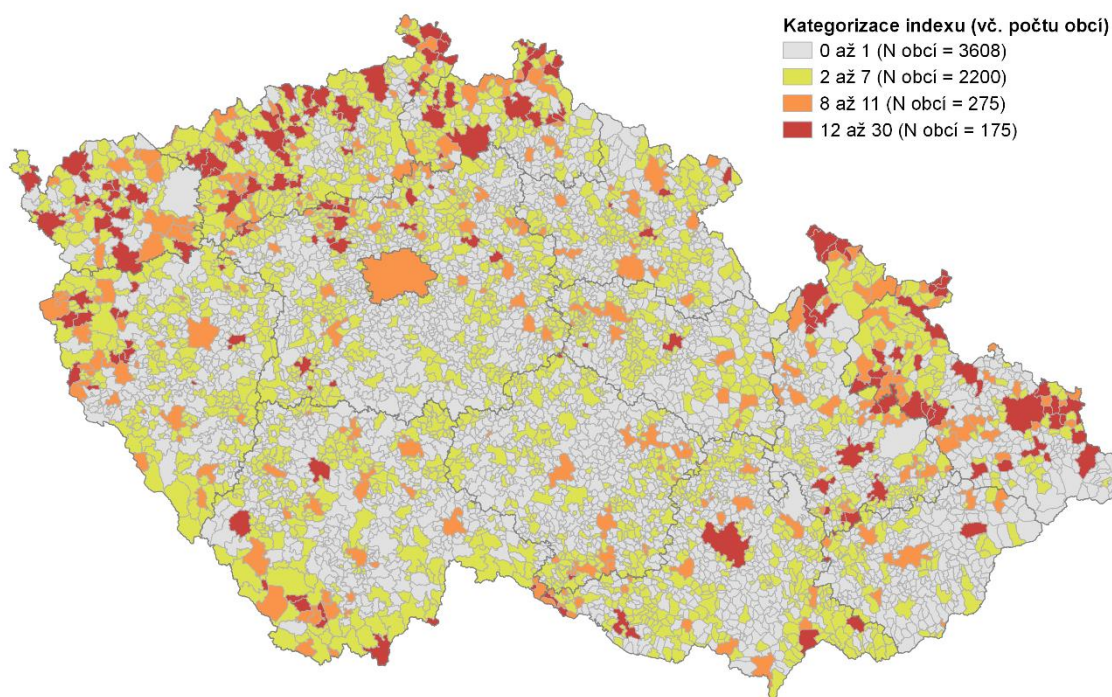 Kategorizace indexu (vč. počtu obcí)
0 až 1 (N obcí = 3608)
2 až 7 (N obcí = 2200)
8 až 11 (N obcí = 275)
12 až 30 (N obcí = 175)